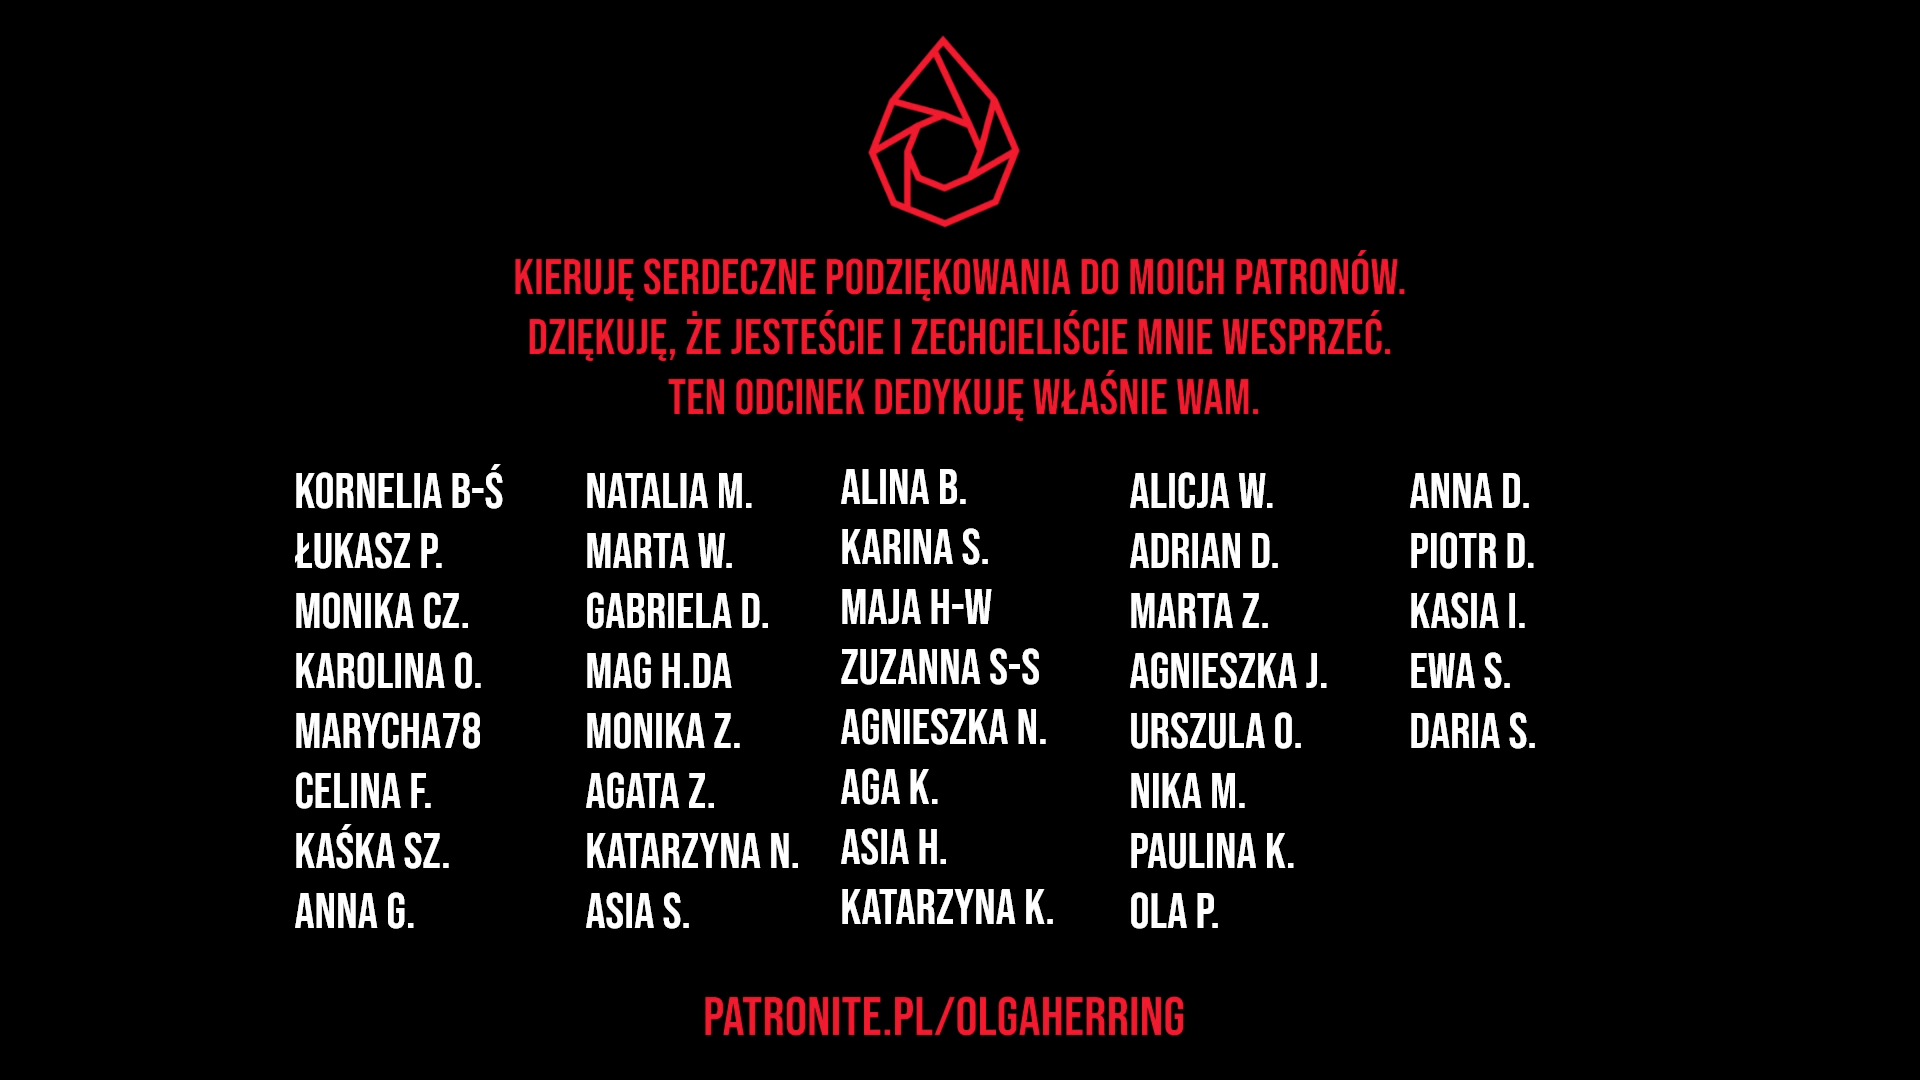 KIERUJĘ SERDECZNE PODZIĘKOWANIA DO MOICH PATRONÓW.
DZIĘKUJĘ, ŻE JESTEŚCIE I ZECHCIELIŚCIE MNIE WESPRZEĆ.
TEN ODCINEK DEDYKUJĘ WŁAŚNIE WAM.
KORNELIA B-Ś
ŁUKASZ P.
MONIKA CZ.
KAROLINA O.
MARYCHA78
CELINA F.
KAŚKA SZ.
ANNA G.
NATALIA M.
MARTA W.
GABRIELA D.
MAG H.DA
MONIKA Z.
AGATA Z.
KATARZYNA N.
ASIA S.
ALINA B.
KARINA S.
MAJA H-W
ZUZANNA S-S
AGNIESZKA N.
AGA K.
ASIA H.
KATARZYNA K.
ALICJA W.
ADRIAN D.
MARTA Z.
AGNIESZKA J.
URSZULA O.
NIKA M.
PAULINA K.
OLA P.
ANNA D.
PIOTR D.
KASIA I.
EWA S.
DARIA S.
PATRONITE.PL/OLGAHERRING